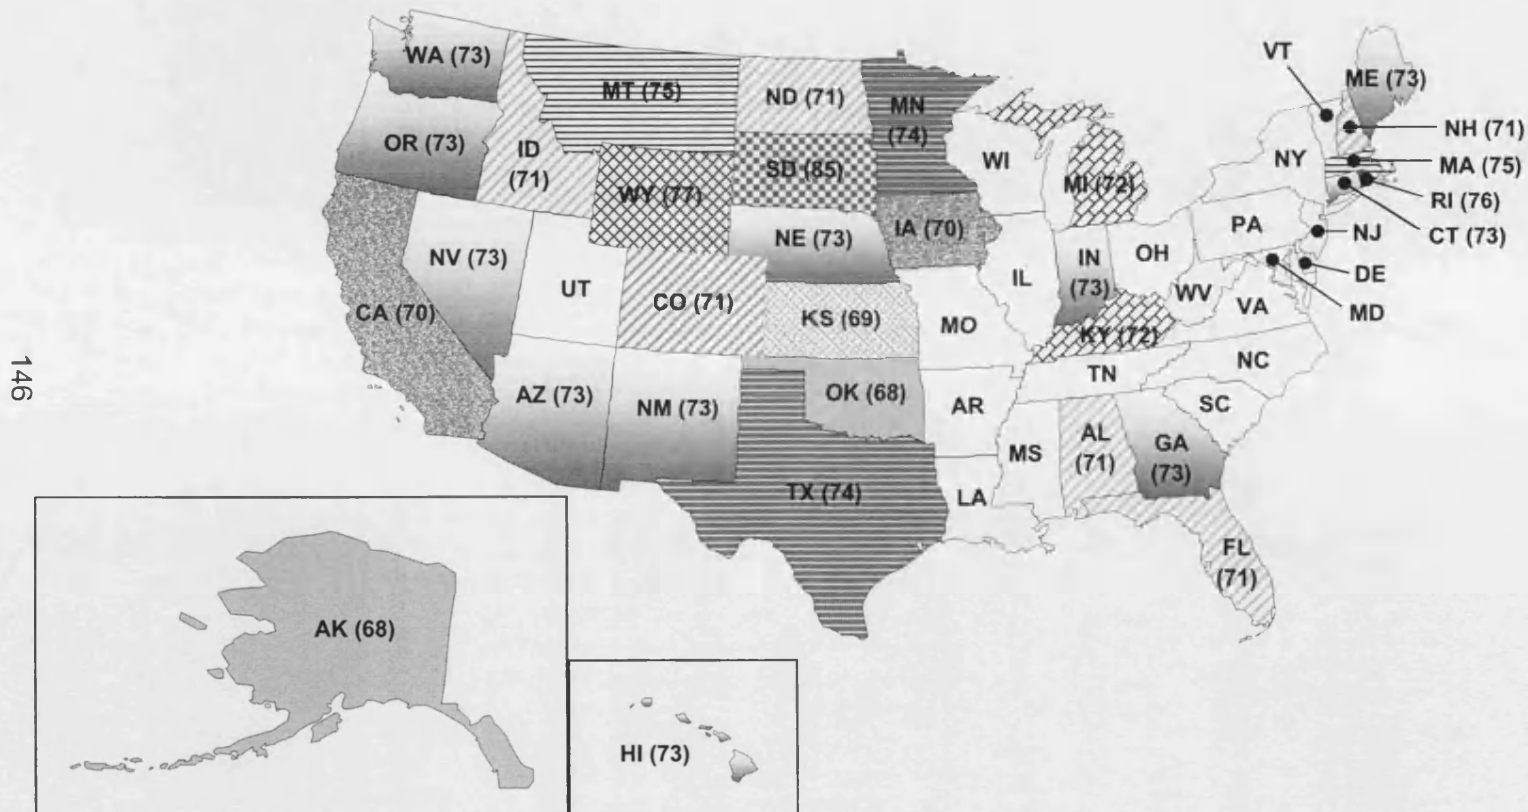 WA (73)
MT (75)
ND (71)
MN
(74)
VT
ME (73)
OR (73)
ID
(71)
WI
NY
NH (71)
MA (75)
SD (85)
WY (77)
MI (72)
RI (76)
IA (70)
NE (73)
PA
NJ
CT (73)
NV (73)
UT
CO (71)
IL
IN
(73)
OH
DE
WV
VA
MD
CA (70)
KS (69)
MO
KY (72)
NC
TN
146
AZ (73)
NM (73)
OK (68)
AR
SC
MS
AL
(71)
GA
(73)
TX (74)
LA
FL
(71)
AK (68)
HI (73)